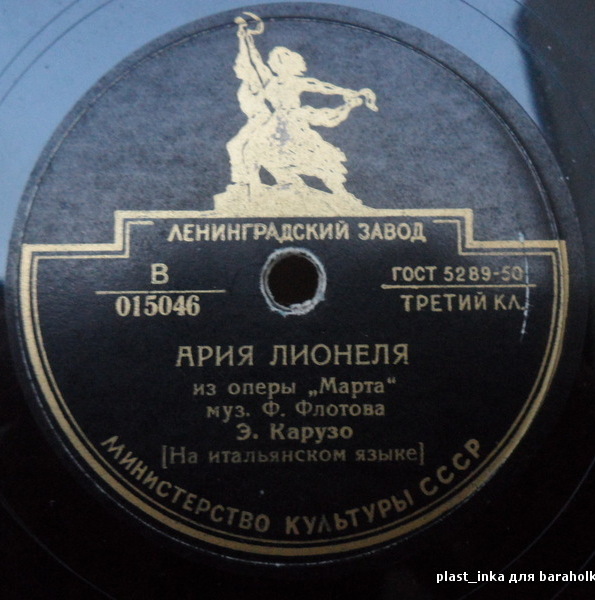 ЛЕНИНГРАДСКИЙ ЗАВОД
В
015046
ГОСТ 5289-50
ТРЕТИЙ КЛ.
АРИЯ ЛИОНЕЛЯ
из оперы „Марта“
муз. Ф. Флотова
Э. Карузо
[На итальянском языке]
МИНИСТЕРСТВО КУЛЬТУРЫ СССР
plast_inka для baraholk